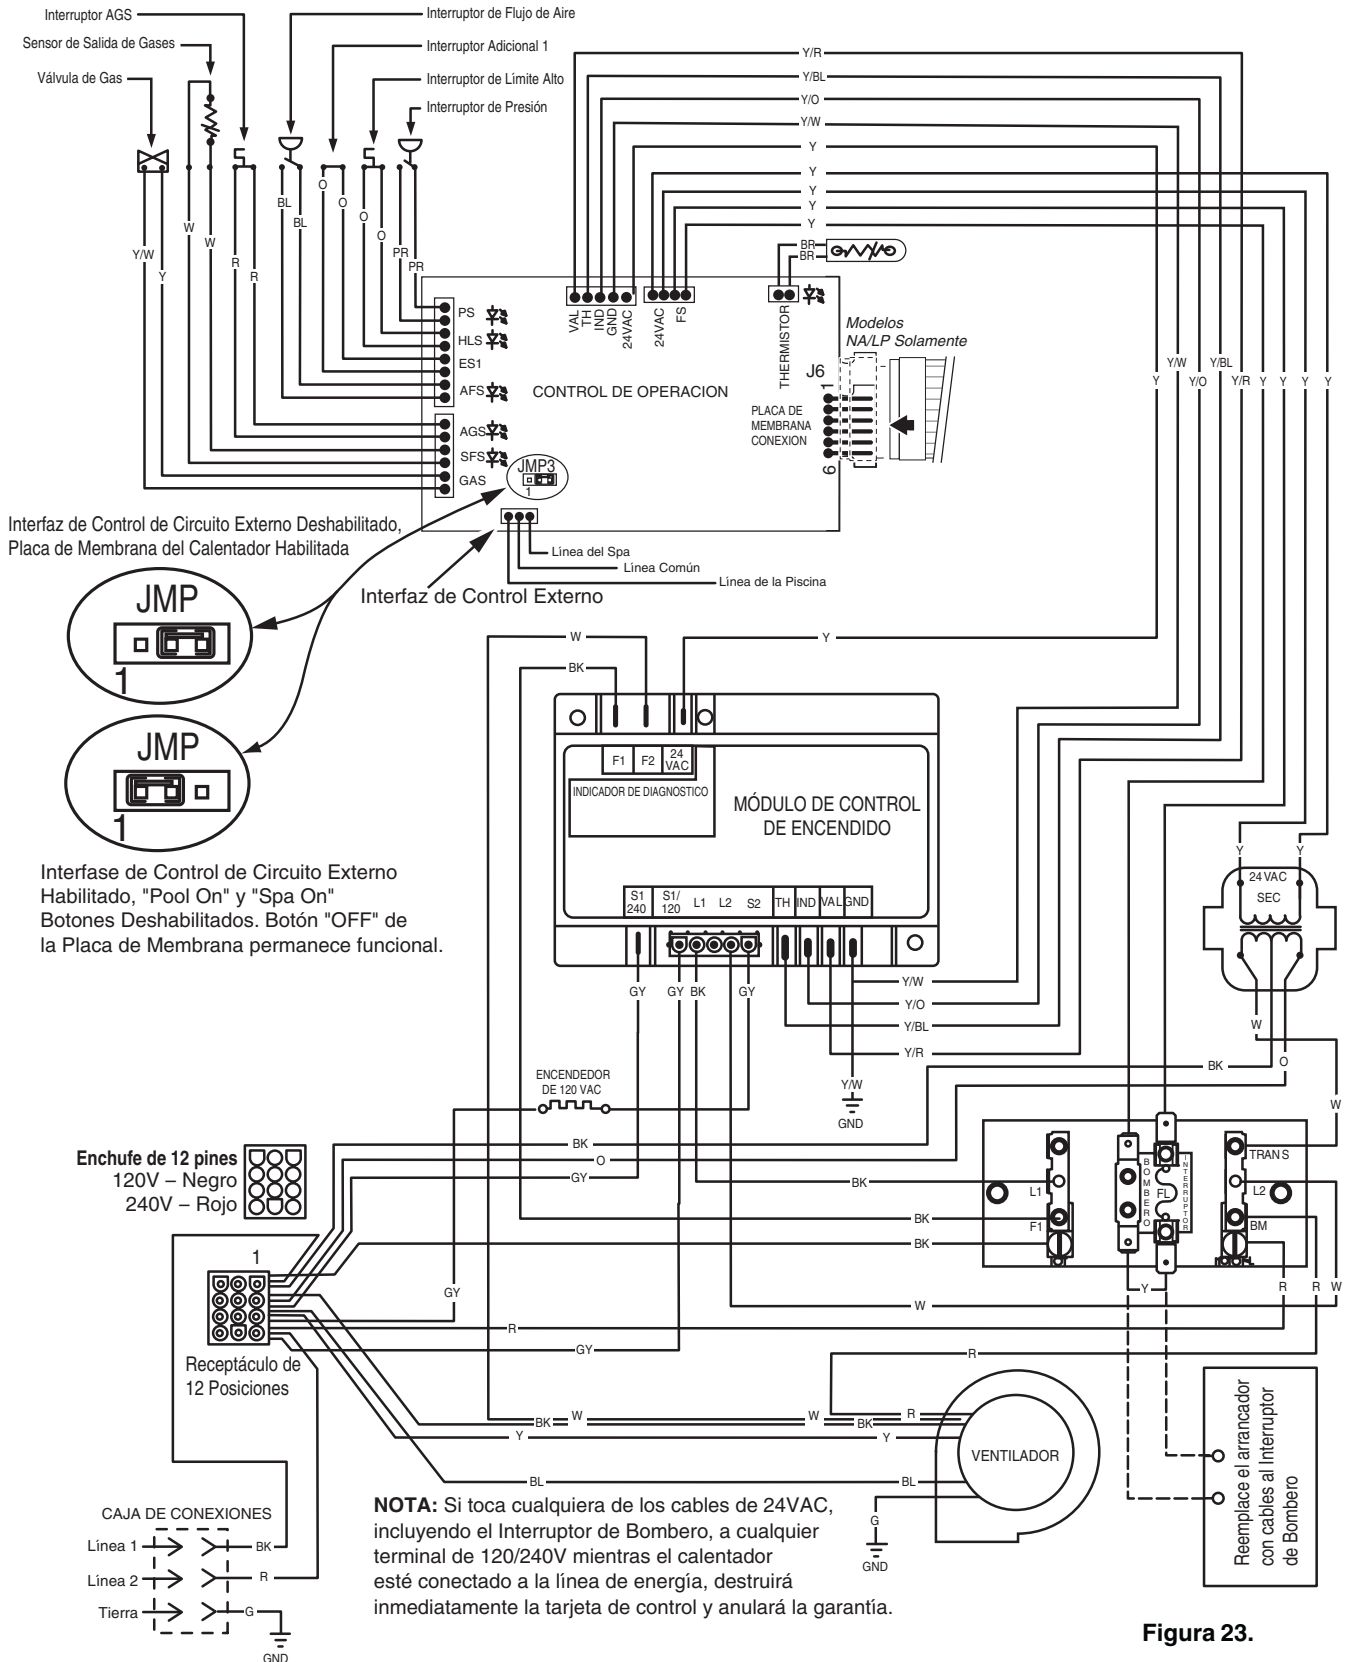 Interruptor AGS
Sensor de Salida de Gases
Válvula de Gas
Interruptor de Flujo de Aire
Interruptor Adicional 1
Interruptor de Límite Alto
Interruptor de Presión
Y/R
Y/BL
Y/O
Y/W
Y
Y
Y
Y
Y
BR
BR
O
O
BL
BL
O
O
W
W
Y/W
Y
R
R
PR
PR
PS
HLS
ES1
AFS
AGS
SFS
GAS
VAL
TH
IND
GND
24VAC
24VAC
FS
THERMISTOR
CONTROL DE OPERACION
Modelos
NA/LP Solamente
J6
1
6
PLACA DE
MEMBRANA
CONEXION
JMP3
1
Y
Y/W
Y/O
Y/BL
Y/R
Y
Y
Y
Y
Interfaz de Control de Circuito Externo Deshabilitado,
Placa de Membrana del Calentador Habilitada
Línea del Spa
Línea Común
Línea de la Piscina
Interfaz de Control Externo
JMP
1
JMP
1
Interfase de Control de Circuito Externo
Habilitado, "Pool On" y "Spa On"
Botones Deshabilitados. Botón "OFF" de
la Placa de Membrana permanece funcional.
W
BK
Y
F1
F2
24
VAC
INDICADOR DE DIAGNOSTICO
MÓDULO DE CONTROL
DE ENCENDIDO
S1
240
S1/
120
L1
L2
S2
TH
IND
VAL
GND
GY
GY
BK
GY
Y/W
Y/O
Y/BL
Y/R
Y/W
GND
Y
Y
24VAC
SEC
W
O
BK
W
ENCENDEDOR
DE 120 VAC
BK
O
GY
BK
BK
BK
GY
W
R
GY
R
Enchufe de 12 pines
120V – Negro
240V – Rojo
1
Receptáculo de
12 Posiciones
L1
F1
BOMBERO
FL
INTERRUPTOR
TRANS
L2
BM
Y
R
R
W
BK
W
W
BK
R
Y
Y
BL
BL
G
GND
VENTILADOR
Reemplace el arrancador
con cables al Interruptor
de Bombero
CAJA DE CONEXIONES
Línea 1
BK
Línea 2
R
Tierra
G
GND
NOTA: Si toca cualquiera de los cables de 24VAC,
incluyendo el Interruptor de Bombero, a cualquier
terminal de 120/240V mientras el calentador
esté conectado a la línea de energía, destruirá
inmediatamente la tarjeta de control y anulará la garantía.
Figura 23.